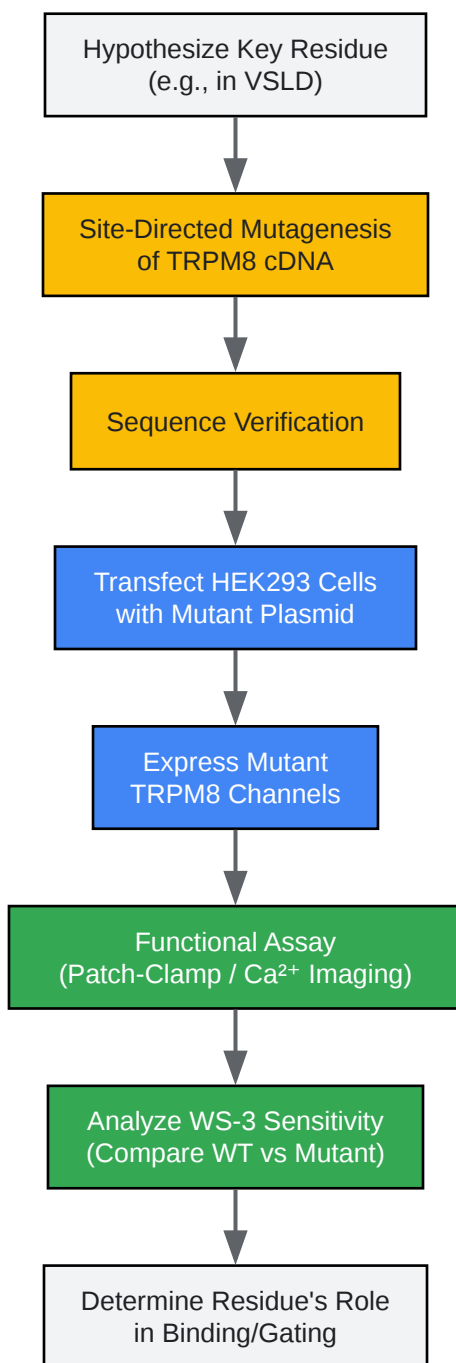 Hypothesize Key Residue
(e.g., in VSLD)
Site-Directed Mutagenesis
of TRPM8 cDNA
Sequence Verification
Transfect HEK293 Cells
with Mutant Plasmid
Express Mutant
TRPM8 Channels
Functional Assay
(Patch-Clamp / Ca²⁺ Imaging)
Analyze WS-3 Sensitivity
(Compare WT vs Mutant)
Determine Residue's Role
in Binding/Gating